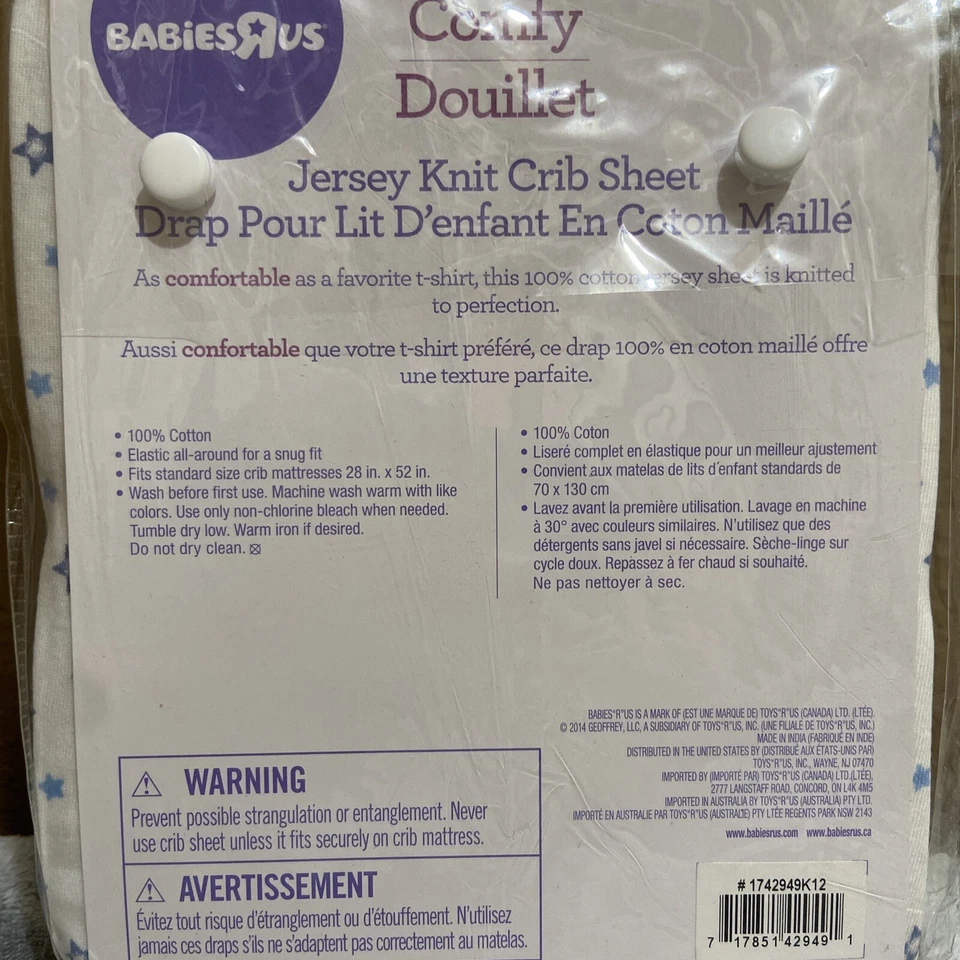 BABiESRUS
Comfy
Douillet
Jersey Knit Crib Sheet
Drap Pour Lit D'enfant En Coton Maillé
As comfortable as a favorite t-shirt, this 100% cotton jersey sheet is knitted
to perfection.
Aussi confortable que votre t-shirt préféré, ce drap 100% en coton maillé offre
une texture parfaite.
• 100% Cotton
• Elastic all-around for a snug fit
• Fits standard size crib mattresses 28 in. x 52 in.
• Wash before first use. Machine wash warm with like
colors. Use only non-chlorine bleach when needed.
Tumble dry low. Warm iron if desired.
Do not dry clean.
• 100% Coton
• Liseré complet en élastique pour un meilleur ajustement
• Convient aux matelas de lits d'enfant standards de
70 x 130 cm
• Lavez avant la première utilisation. Lavage en machine
à 30° avec couleurs similaires. N'utilisez que des
détergents sans javel si nécessaire. Sèche-linge sur
cycle doux. Repassez à fer chaud si souhaité.
Ne pas nettoyer à sec.
BABIES"R"US IS A MARK OF (EST UNE MARQUE DE) TOYS"R"US (CANADA) LTD. (LTÉE).
© 2014 GEOFFREY, LLC, A SUBSIDIARY OF TOYS"R"US, INC. (UNE FILIALE DE TOYS"R"US, INC.)
MADE IN INDIA (FABRIQUÉ EN INDE)
DISTRIBUTED IN THE UNITED STATES BY (DISTRIBUÉ AUX ÉTATS-UNIS PAR)
TOYS"R"US, INC., WAYNE, NJ 07470
IMPORTED BY (IMPORTÉ PAR) TOYS"R"US (CANADA) LTD.(LTÉE),
2777 LANGSTAFF ROAD, CONCORD, ON L4K 4M5
IMPORTED IN AUSTRALIA BY TOYS"R"US (AUSTRALIA) PTY LTD.
IMPORTÉ EN AUSTRALIE PAR TOYS"R"US (AUSTRALIE) PTY LTÉE REGENTS PARK NSW 2143
www.babiesrus.com www.babiesrus.ca
WARNING
Prevent possible strangulation or entanglement. Never
use crib sheet unless it fits securely on crib mattress.
AVERTISSEMENT
Évitez tout risque d'étranglement ou d'étouffement. N'utilisez
jamais ces draps s'ils ne s'adaptent pas correctement au matelas.
# 1742949K12
7 17851 42949 1